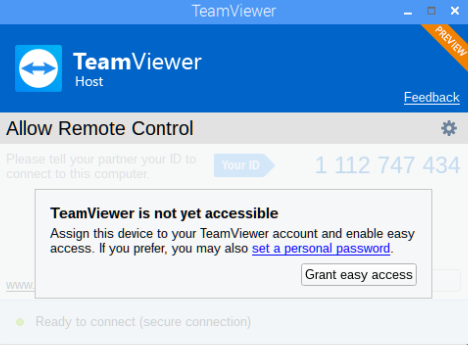 TeamViewer
PREVIEW
TeamViewer
Host
Feedback
Allow Remote Control
Please tell your partner your ID to
connect to this computer.
Your ID
1 112 747 434
TeamViewer is not yet accessible
Assign this device to your TeamViewer account and enable easy
access. If you prefer, you may also set a personal password.
Grant easy access
www.
Ready to connect (secure connection)